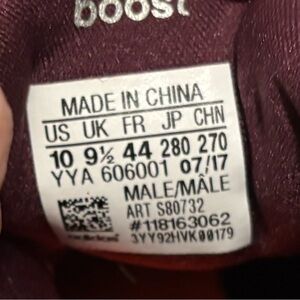 boost
MADE IN CHINA
US UK FR JP CHN
10 9½ 44 280 270
YYA 606001 07/17
MALE/MÂLE
ART S80732
#118163062
adidas 3YY92HVK00179